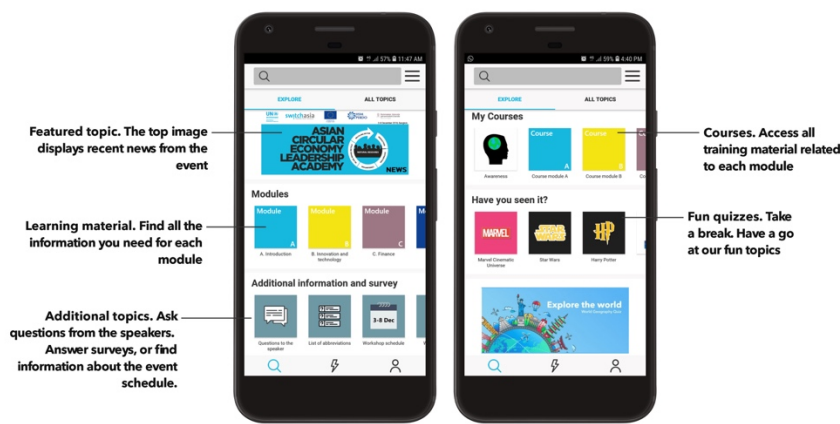 Featured topic. The top image
displays recent news from the
event
Learning material. Find all the
information you need for each
module
Additional topics. Ask
questions from the speakers.
Answer surveys, or find
information about the event
schedule.
57% 11:47 AM
EXPLORE ALL TOPICS
switchasia
ASIAN
CIRCULAR
ECONOMY
LEADERSHIP
ACADEMY
NEWS
Modules
Module Module Module
A B C
A. Introduction B. Innovation and technology C. Finance
Additional information and survey
3-8 Dec
Questions to the speaker List of abbreviations Workshop schedule
59% 4:40 PM
EXPLORE ALL TOPICS
My Courses
Course Course
A B
Awareness Course module A Course module B
Have you seen it?
MARVEL STAR WARS HP
Marvel Cinematic Universe Star Wars Harry Potter
Explore the world
World Geography Quiz
Courses. Access all
training material related
to each module
Fun quizzes. Take
a break. Have a go
at our fun topics